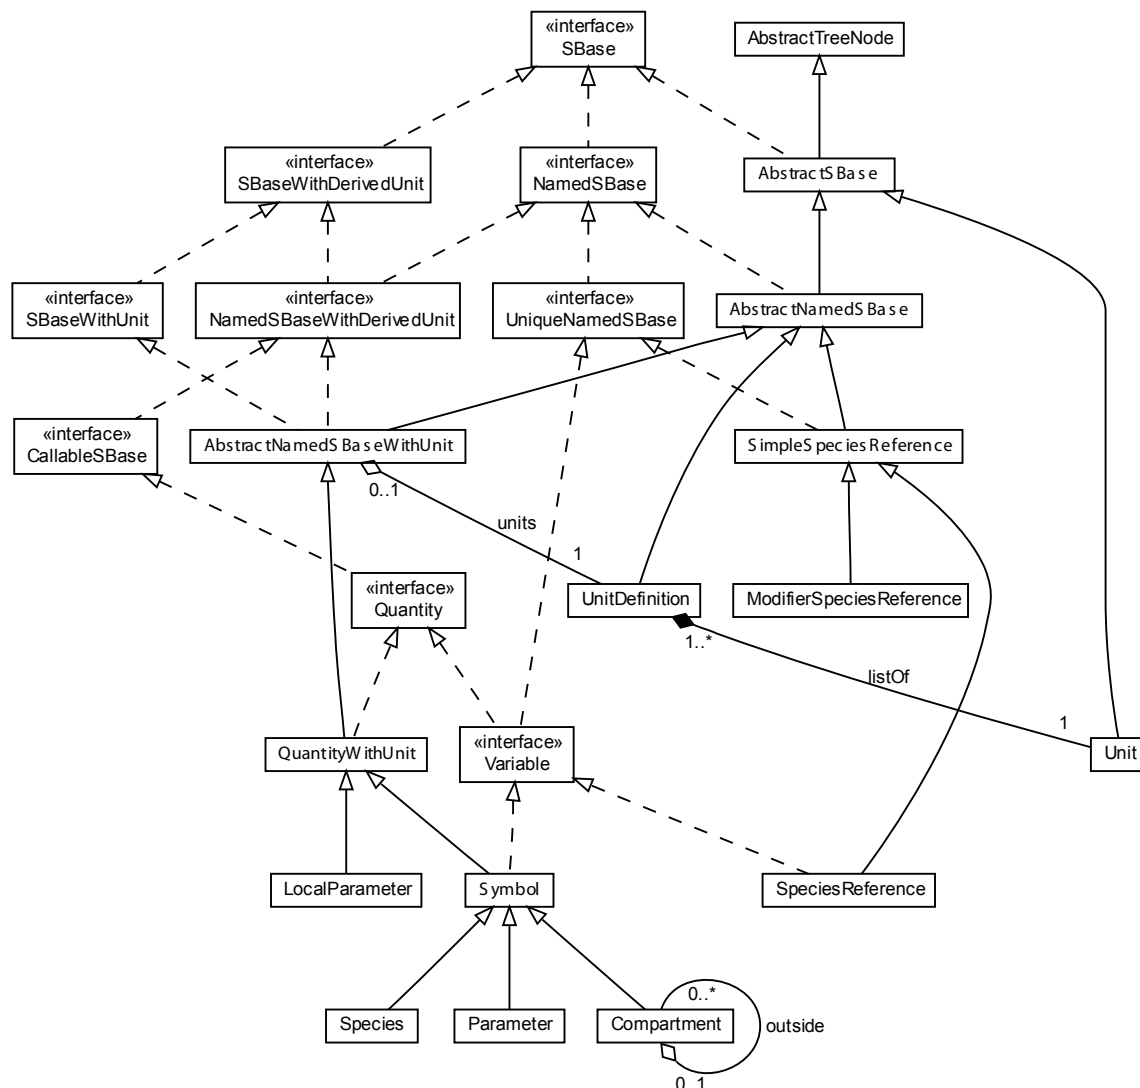 «interface»
SBase
AbstractTreeNode
«interface»
SBaseWithDerivedUnit
«interface»
NamedSBase
AbstractSBase
«interface»
SBaseWithUnit
«interface»
NamedSBaseWithDerivedUnit
«interface»
UniqueNamedSBase
AbstractNamedSBase
«interface»
CallableSBase
AbstractNamedSBaseWithUnit
SimpleSpeciesReference
0..1
units
1
«interface»
Quantity
UnitDefinition
ModifierSpeciesReference
1..*
listOf
1
QuantityWithUnit
«interface»
Variable
Unit
LocalParameter
Symbol
SpeciesReference
0..*
Species
Parameter
Compartment
outside
0..1